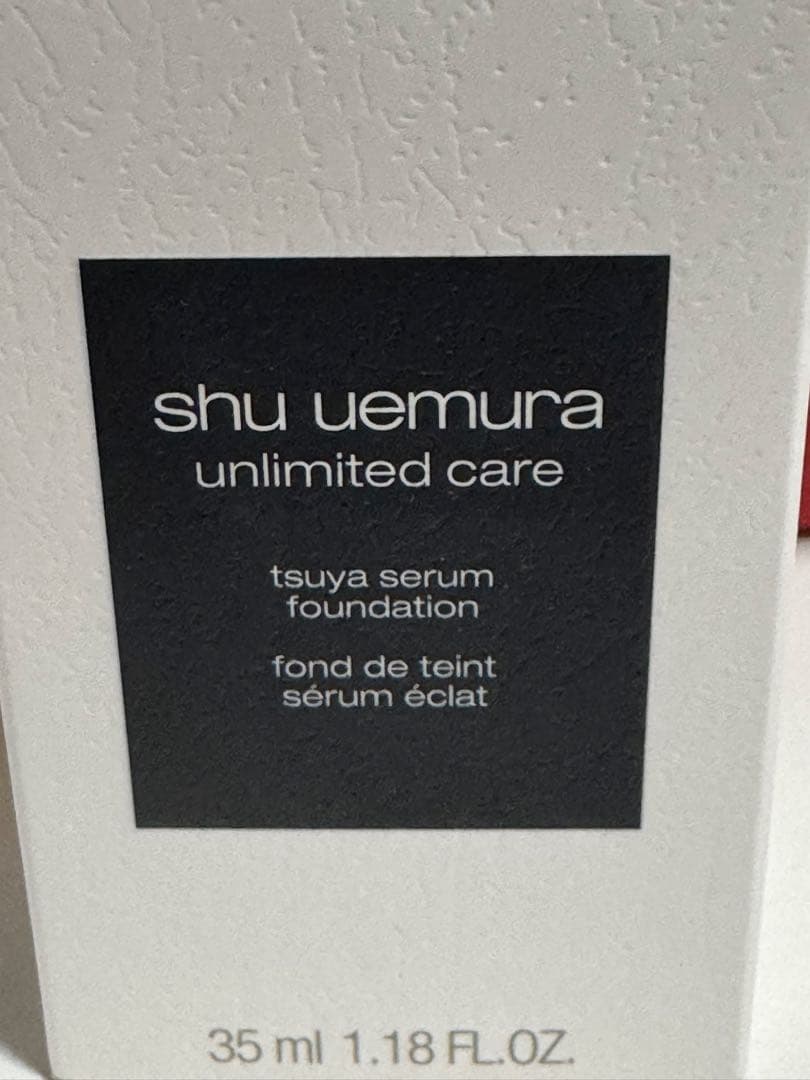 shu uemura
unlimited care
tsuya serum
foundation
fond de teint
sérum éclat
35 ml 1.18 FL.OZ.